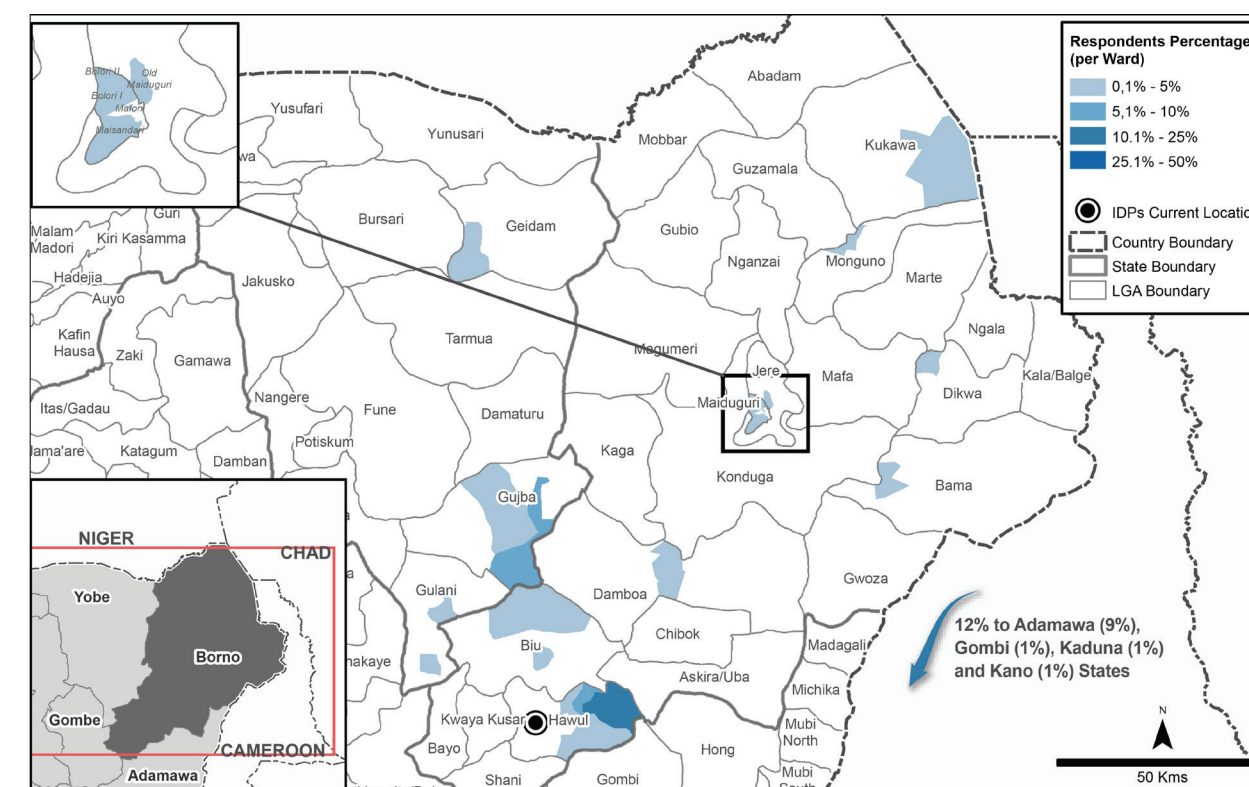 Bolori II
Old
Maiduguri
Bolori I
Mafoni
Maisandari
Respondents Percentage
(per Ward)
0,1% - 5%
5,1% - 10%
10.1% - 25%
25.1% - 50%
IDPs Current Locatio
Country Boundary
State Boundary
LGA Boundary
Abadam
Yusufari
Yunusari
Mobbar
Kukawa
wa
Guzamala
Guri
Bursari
Geidam
Malam
Madori
Kiri Kasamma
Gubio
Nganzai
Monguno
Marte
Hadejia
Jakusko
Auyo
Kafin
Hausa
Zaki
Gamawa
Tarmua
Magumeri
Ngala
Jere
Mafa
Kala/Balge
Dikwa
Itas/Gadau
Nangere
Fune
Damaturu
Maiduguri
Jama'are
Katagum
Damban
Potiskum
Kaga
Konduga
Bama
Gujba
NIGER
CHAD
Yobe
Borno
Gombe
CAMEROON
Adamawa
Gulani
Damboa
Gwoza
Chibok
Madagali
Biu
nakaye
Askira/Uba
Michika
12% to Adamawa (9%),
Gombi (1%), Kaduna (1%)
and Kano (1%) States
Kwaya Kusar
Hawul
Bayo
Mubi
North
Hong
Shani
Gombi
Mubi
N
50 Kms